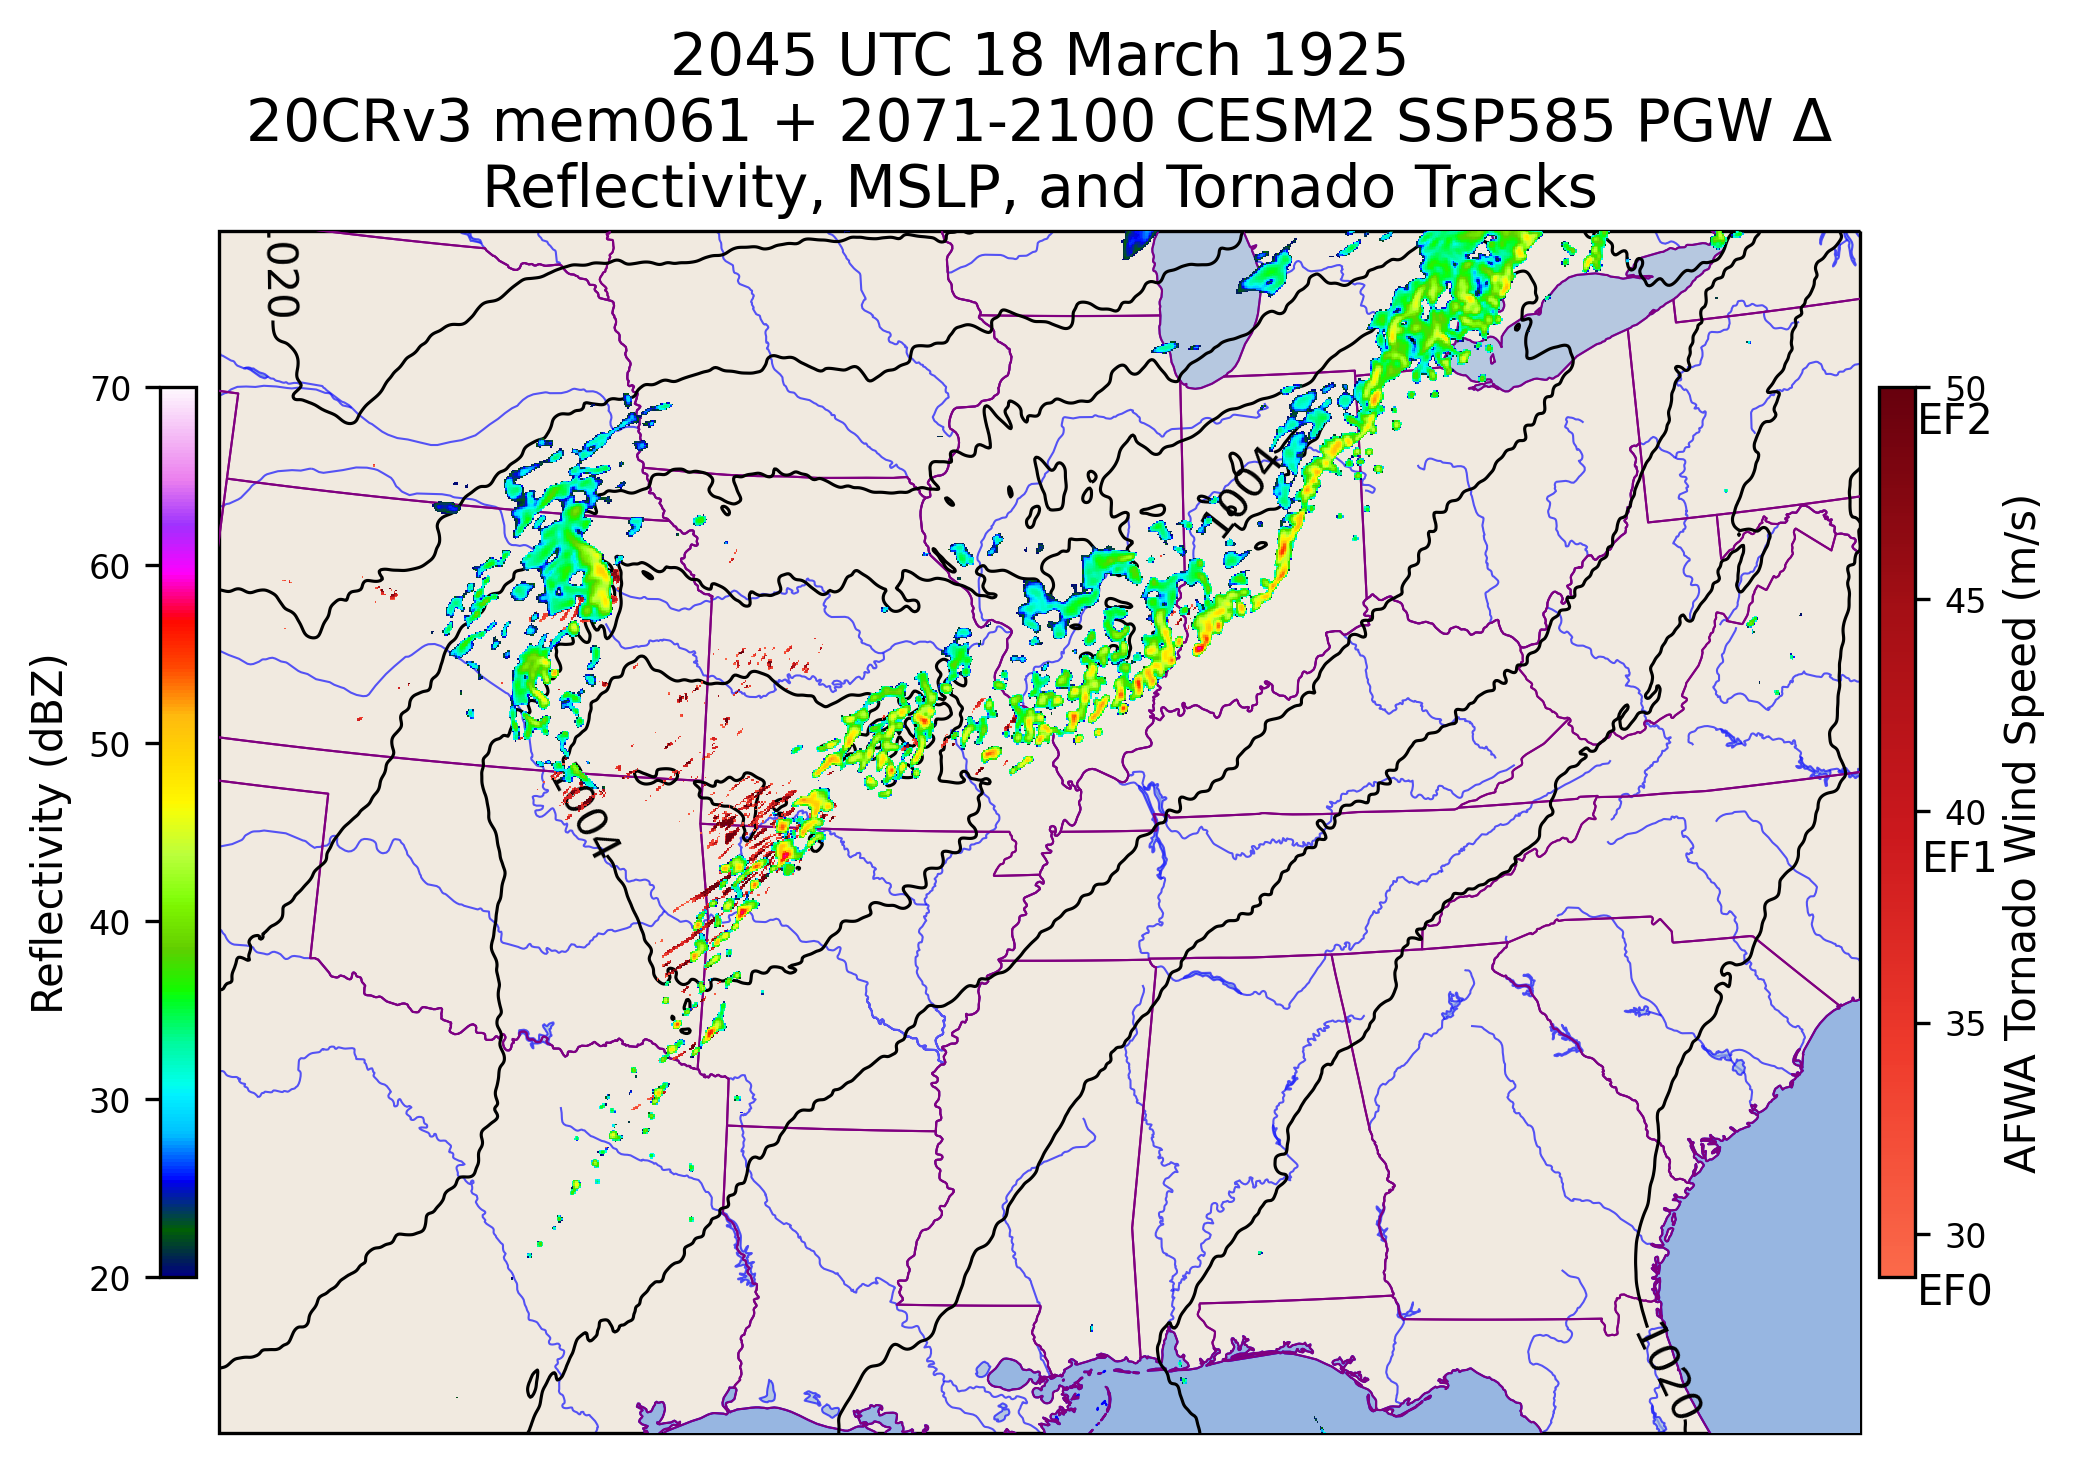 2045 UTC 18 March 1925
20CRv3 mem061 + 2071-2100 CESM2 SSP585 PGW Δ
Reflectivity, MSLP, and Tornado Tracks
020
1004
1004
1020
70
60
50
40
30
20
Reflectivity (dBZ)
50
EF2
45
40
EF1
35
30
EF0
AFWA Tornado Wind Speed (m/s)